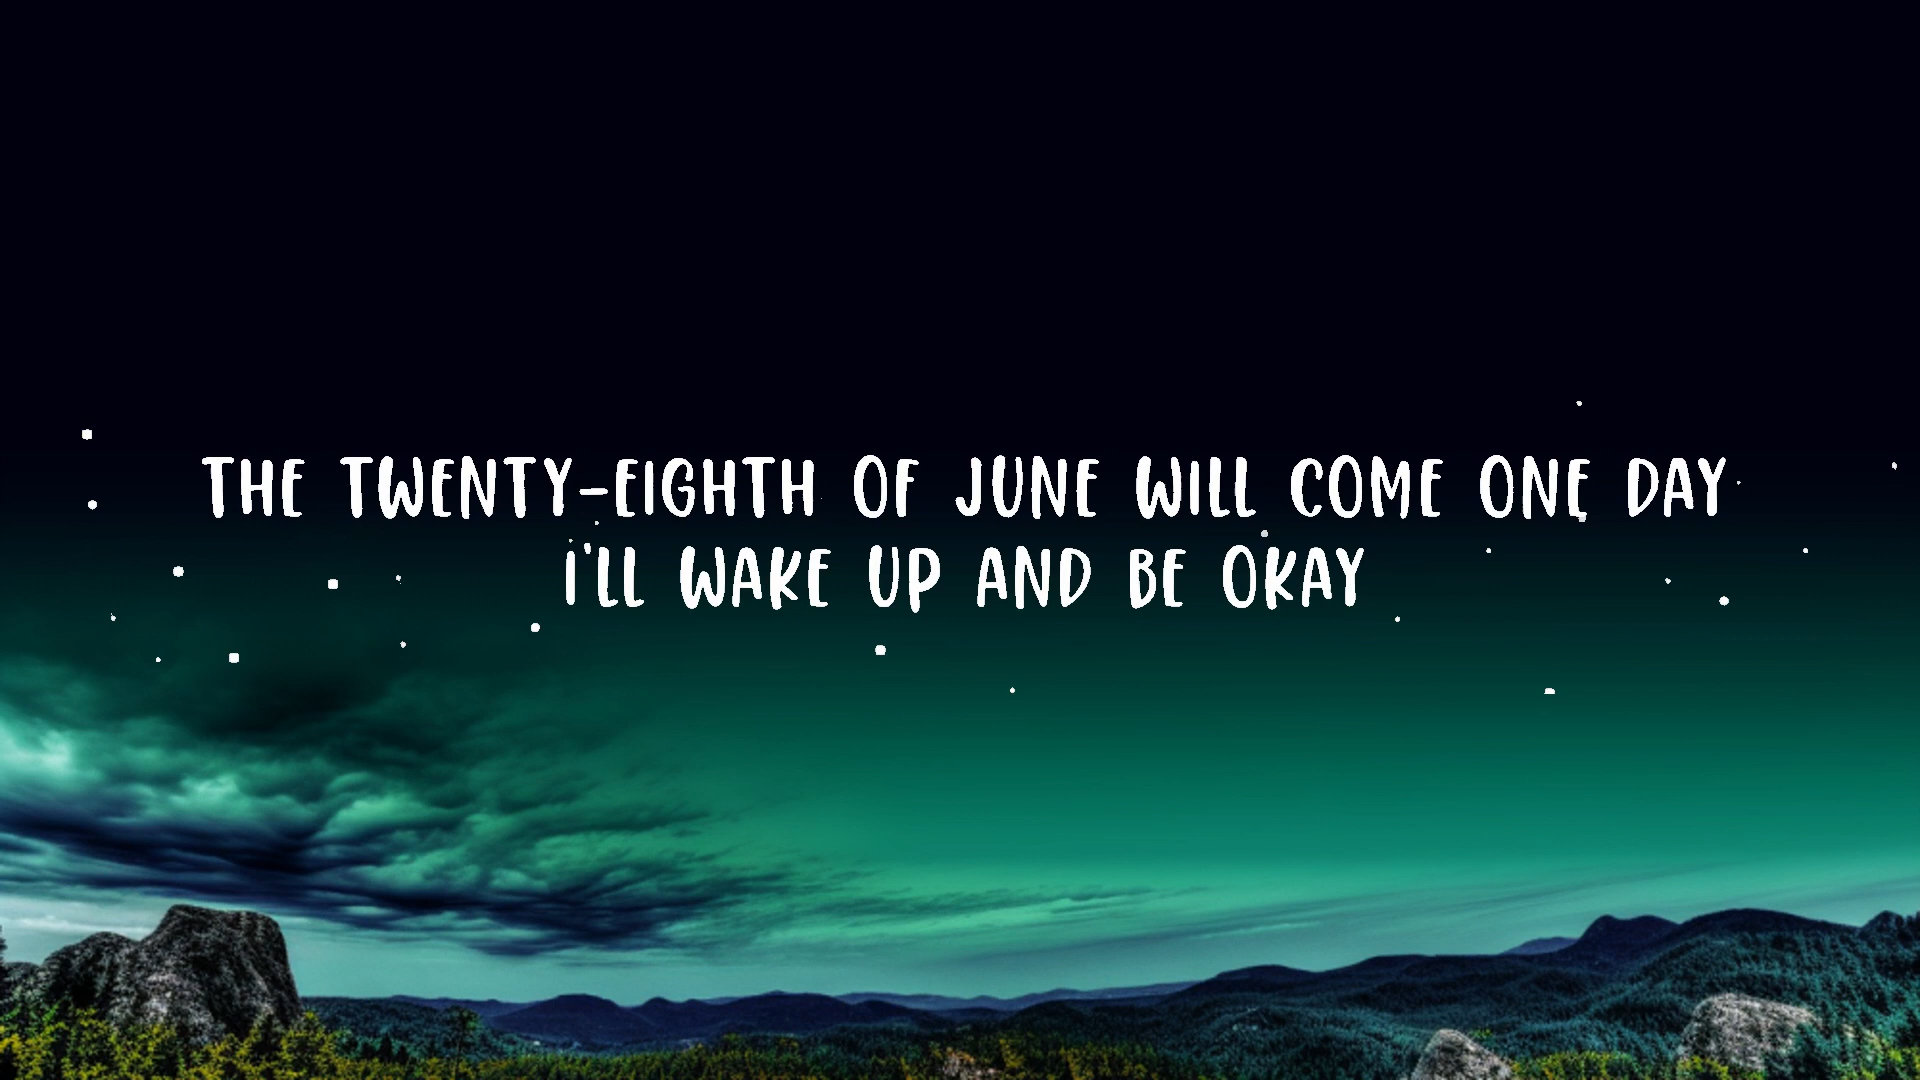 THE TWENTY-EIGHTH OF JUNE WILL COME ONE DAY
I'LL WAKE UP AND BE OKAY